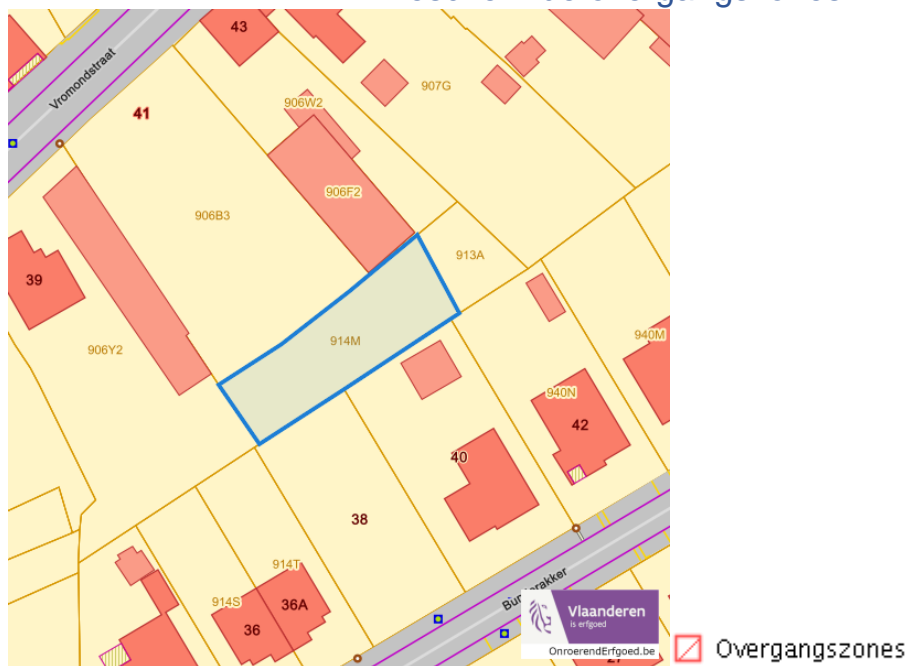 43
Vromondstraat
41
907G
906W2
906F2
906B3
913A
39
914M
906Y2
940M
940N
42
40
38
914T
914S
36A
36
Vlaanderen
is erfgoed
OnroerendErfgoed.be
27
Overgangszones